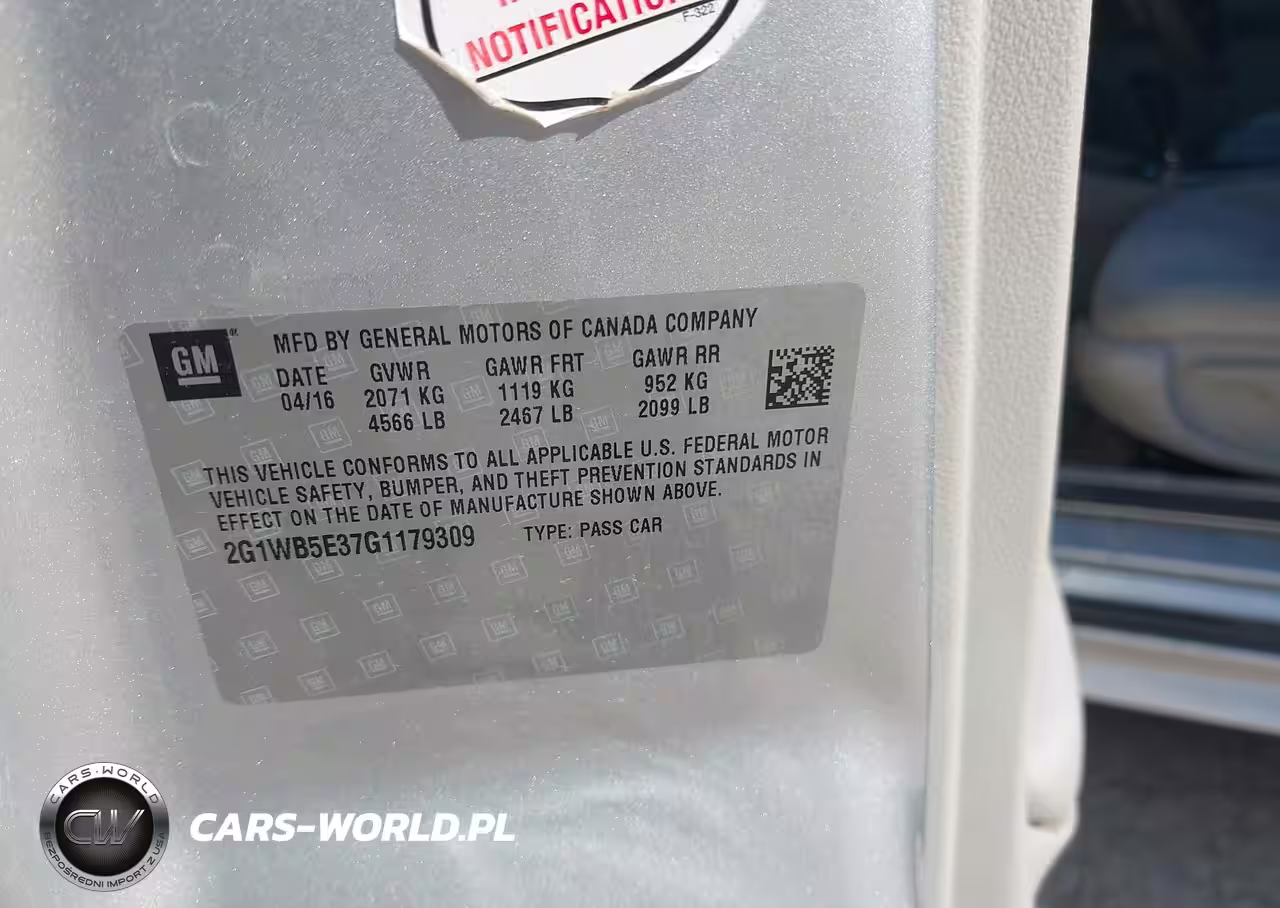 NOTIFICATION
F-322
GM
MFD BY GENERAL MOTORS OF CANADA COMPANY
DATE GVWR GAWR FRT GAWR RR
04/16 2071 KG 1119 KG 952 KG
4566 LB 2467 LB 2099 LB
THIS VEHICLE CONFORMS TO ALL APPLICABLE U.S. FEDERAL MOTOR
VEHICLE SAFETY, BUMPER, AND THEFT PREVENTION STANDARDS IN
EFFECT ON THE DATE OF MANUFACTURE SHOWN ABOVE.
2G1WB5E37G1179309 TYPE: PASS CAR
CARS-WORLD
CW
BEZPOŚREDNI IMPORT Z USA
CARS-WORLD.PL